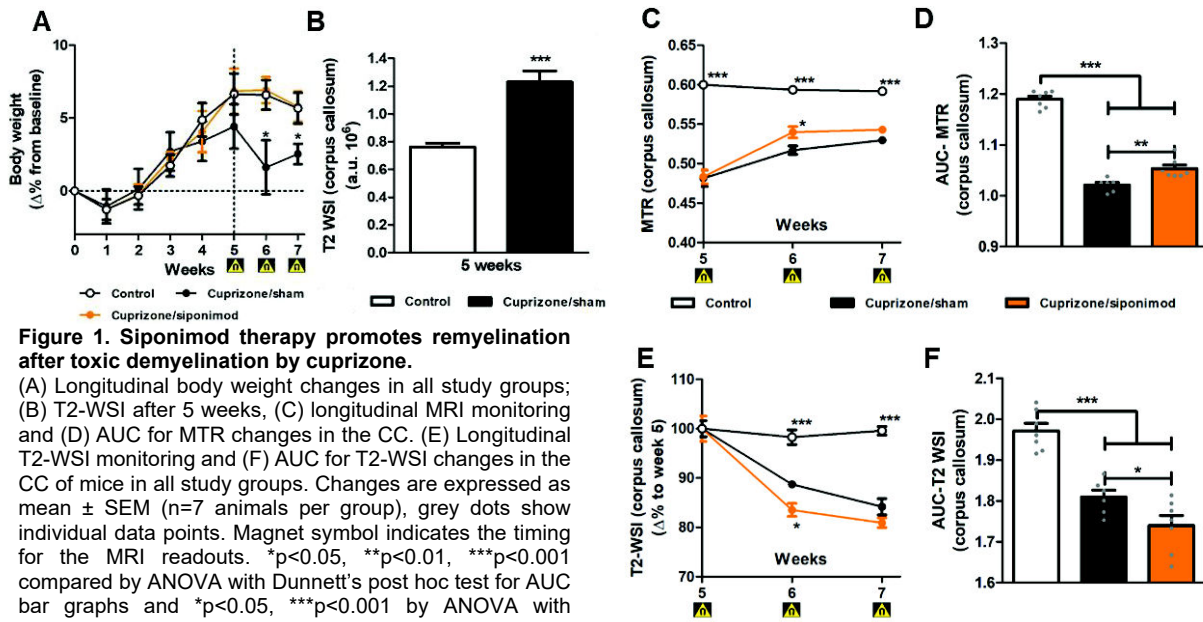 A
Body weight
(Δ% from baseline)
10
5
0
0 1 2 3 4 5 6 7
Weeks
* *
Control
Cuprizone/sham
Cuprizone/siponimod
B
T2 WSI (corpus callosum)
(a.u. 10⁶)
1.4
1.2
1.0
0.8
0.6
0.4
0.2
0.0
***
5 weeks
Control
Cuprizone/sham
C
MTR (corpus callosum)
0.65
0.60
0.55
0.50
0.45
0.40
*** *** ***
*
Weeks
5 6 7
D
AUC- MTR
(corpus callosum)
1.3
1.2
1.1
1.0
0.9
***
**
Control
Cuprizone/sham
Cuprizone/siponimod
Figure 1. Siponimod therapy promotes remyelination
after toxic demyelination by cuprizone.
(A) Longitudinal body weight changes in all study groups;
(B) T2-WSI after 5 weeks, (C) longitudinal MRI monitoring
and (D) AUC for MTR changes in the CC. (E) Longitudinal
T2-WSI monitoring and (F) AUC for T2-WSI changes in the
CC of mice in all study groups. Changes are expressed as
mean ± SEM (n=7 animals per group), grey dots show
individual data points. Magnet symbol indicates the timing
for the MRI readouts. *p<0.05, **p<0.01, ***p<0.001
compared by ANOVA with Dunnett's post hoc test for AUC
bar graphs and *p<0.05, ***p<0.001 by ANOVA with
E
T2-WSI (corpus callosum)
(Δ% to week 5)
110
100
90
80
70
*** ***
*
Weeks
5 6 7
F
AUC-T2 WSI
(corpus callosum)
2.1
2.0
1.9
1.8
1.7
1.6
***
*